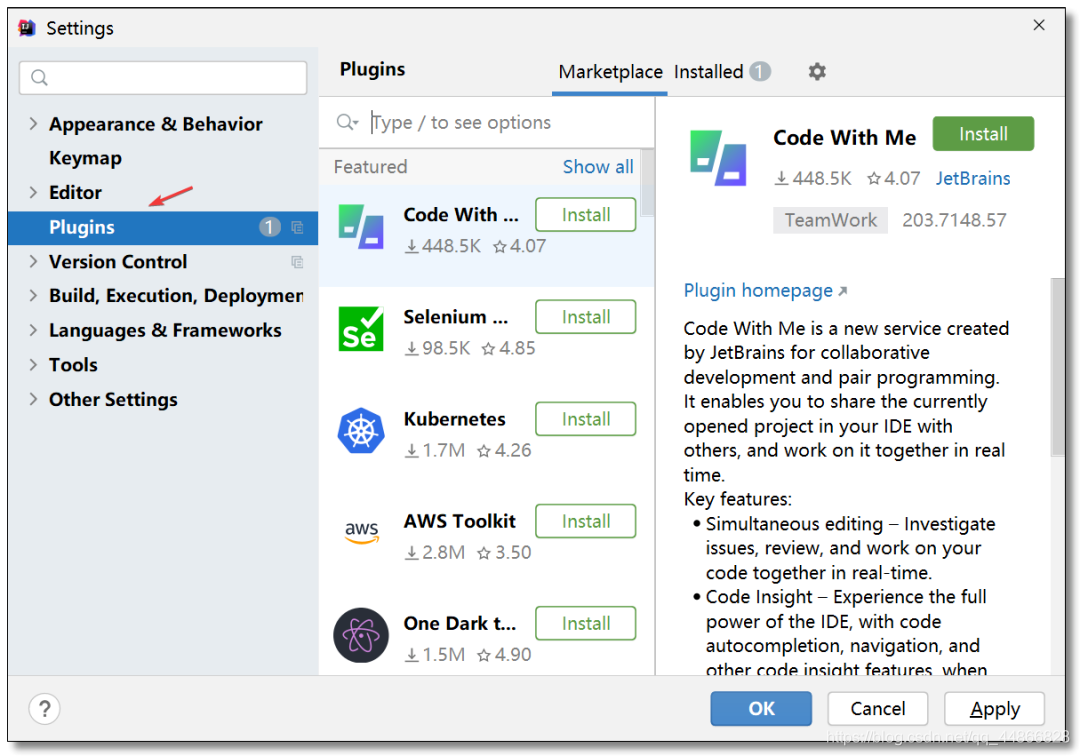 Settings
Plugins
Marketplace Installed 1
Appearance & Behavior
Keymap
Editor
Plugins 1
Version Control
Build, Execution, Deploymen
Languages & Frameworks
Tools
Other Settings
Type / to see options
Featured Show all
Code With ... Install
448.5K 4.07
Selenium ... Install
Se
98.5K 4.85
Kubernetes Install
1.7M 4.26
aws
AWS Toolkit Install
2.8M 3.50
One Dark t... Install
1.5M 4.90
Code With Me Install
448.5K 4.07 JetBrains
TeamWork 203.7148.57
Plugin homepage
Code With Me is a new service created
by JetBrains for collaborative
development and pair programming.
It enables you to share the currently
opened project in your IDE with
others, and work on it together in real
time.
Key features:
• Simultaneous editing – Investigate
issues, review, and work on your
code together in real-time.
• Code Insight – Experience the full
power of the IDE, with code
autocompletion, navigation, and
other code insight features, when
? OK Cancel Apply
https://blog.csdn.net/qq_44866828